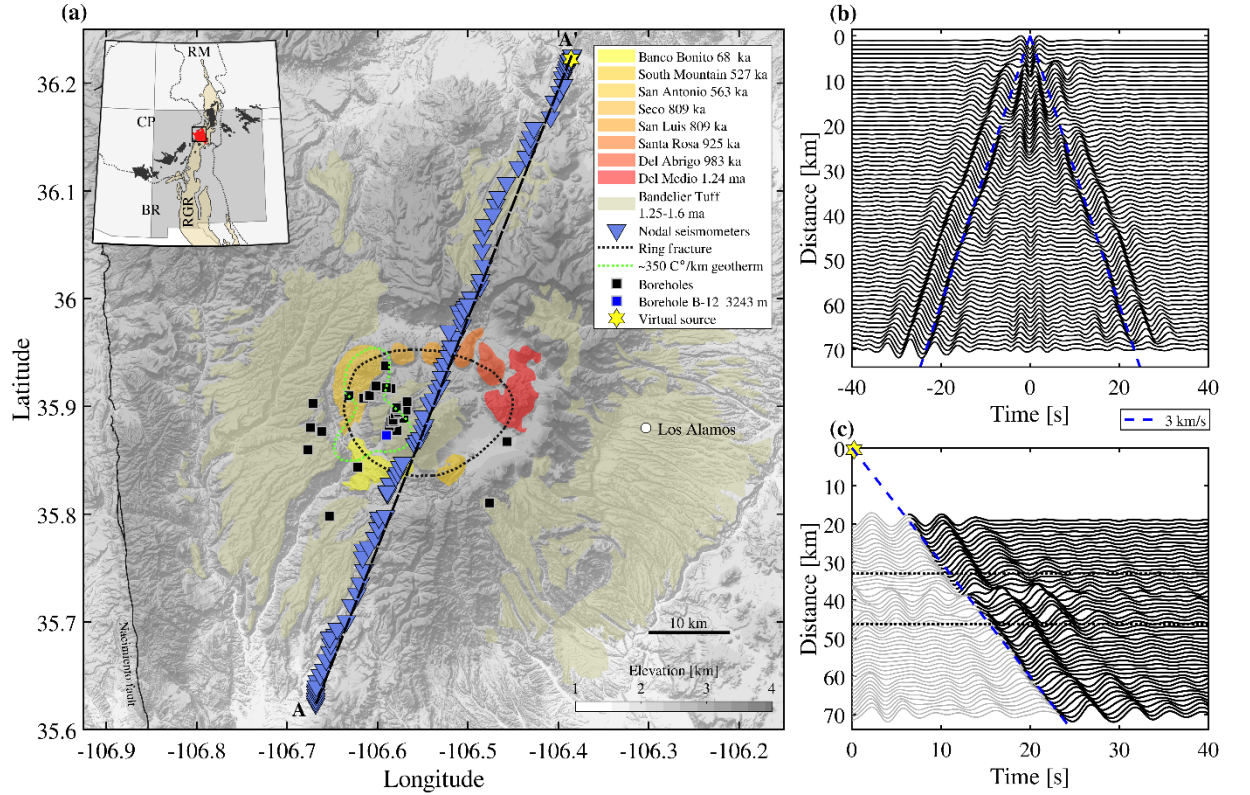 (a)
A'
RM
CP
BR
RGR
Banco Bonito 68 ka
South Mountain 527 ka
San Antonio 563 ka
Seco 809 ka
San Luis 809 ka
Santa Rosa 925 ka
Del Abrigo 983 ka
Del Medio 1.24 ma
Bandelier Tuff
1.25-1.6 ma
Nodal seismometers
Ring fracture
~350 C°/km geotherm
Boreholes
Borehole B-12 3243 m
Virtual source
Los Alamos
Nacimiento fault
10 km
Elevation [km]
1 2 3 4
A
36.2
36.1
36
35.9
35.8
35.7
35.6
Latitude
-106.9 -106.8 -106.7 -106.6 -106.5 -106.4 -106.3 -106.2
Longitude
(b)
0
10
20
30
40
50
60
70
Distance [km]
-40 -20 0 20 40
Time [s]
3 km/s
(c)
0
10
20
30
40
50
60
70
Distance [km]
0 10 20 30 40
Time [s]